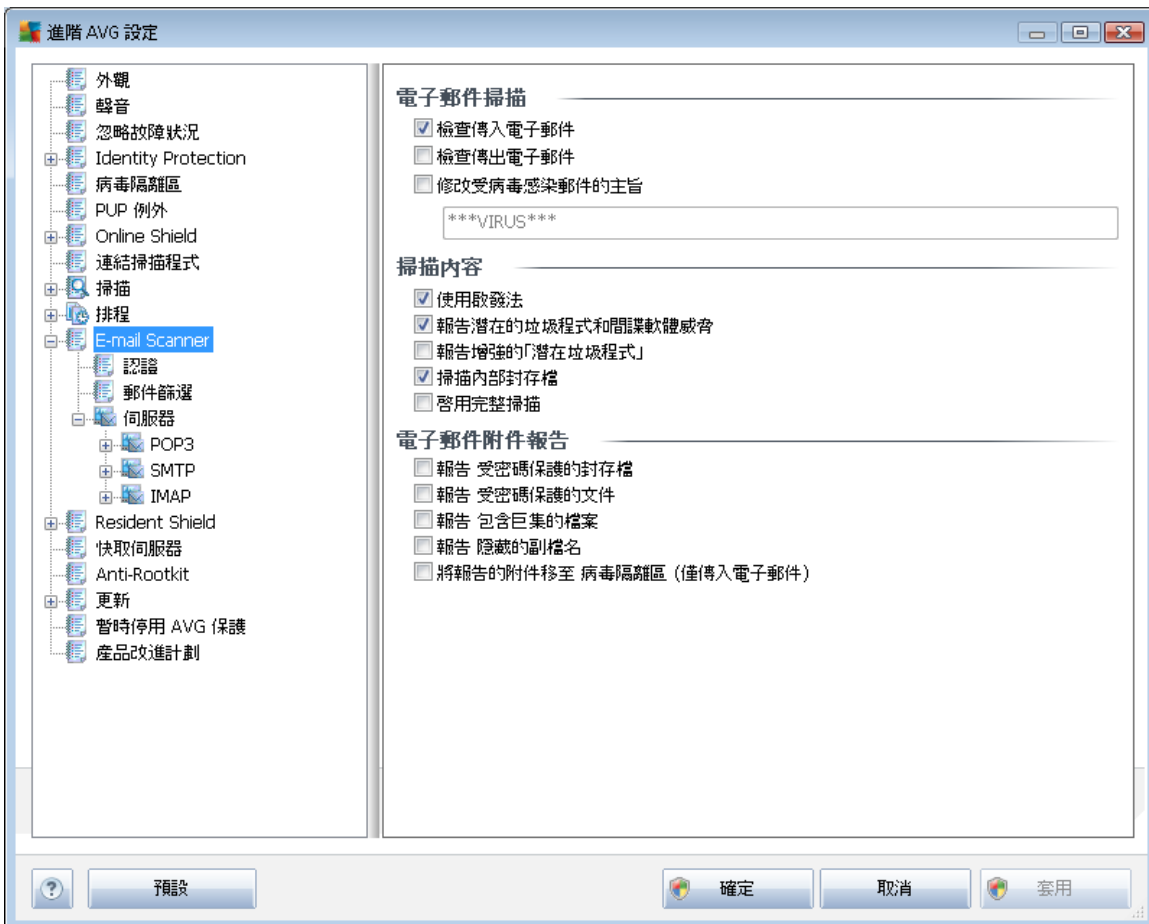 進階 AVG 設定
外觀
聲音
忽略故障狀況
Identity Protection
病毒隔離區
PUP 例外
Online Shield
連結掃描程式
掃描
排程
E-mail Scanner
認證
郵件篩選
伺服器
POP3
SMTP
IMAP
Resident Shield
快取伺服器
Anti-Rootkit
更新
暫時停用 AVG 保護
產品改進計劃
電子郵件掃描
檢查傳入電子郵件
檢查傳出電子郵件
修改受病毒感染郵件的主旨
***VIRUS***
掃描內容
使用啟發法
報告潛在的垃圾程式和間諜軟體威脅
報告增強的「潛在垃圾程式」
掃描內部封存檔
啓用完整掃描
電子郵件附件報告
報告 受密碼保護的封存檔
報告 受密碼保護的文件
報告 包含巨集的檔案
報告 隱藏的副檔名
將報告的附件移至 病毒隔離區 (僅傳入電子郵件)
?
預設
確定
取消
套用